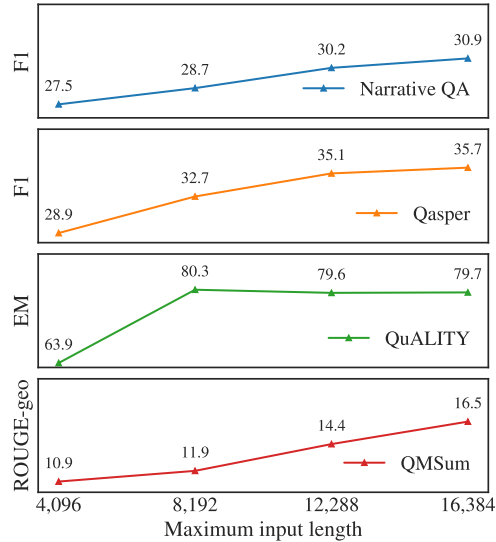 F1
27.5
28.7
30.2
30.9
Narrative QA
F1
28.9
32.7
35.1
35.7
Qasper
EM
63.9
80.3
79.6
79.7
QuALITY
ROUGE-geo
10.9
11.9
14.4
16.5
QMSum
4,096 8,192 12,288 16,384
Maximum input length